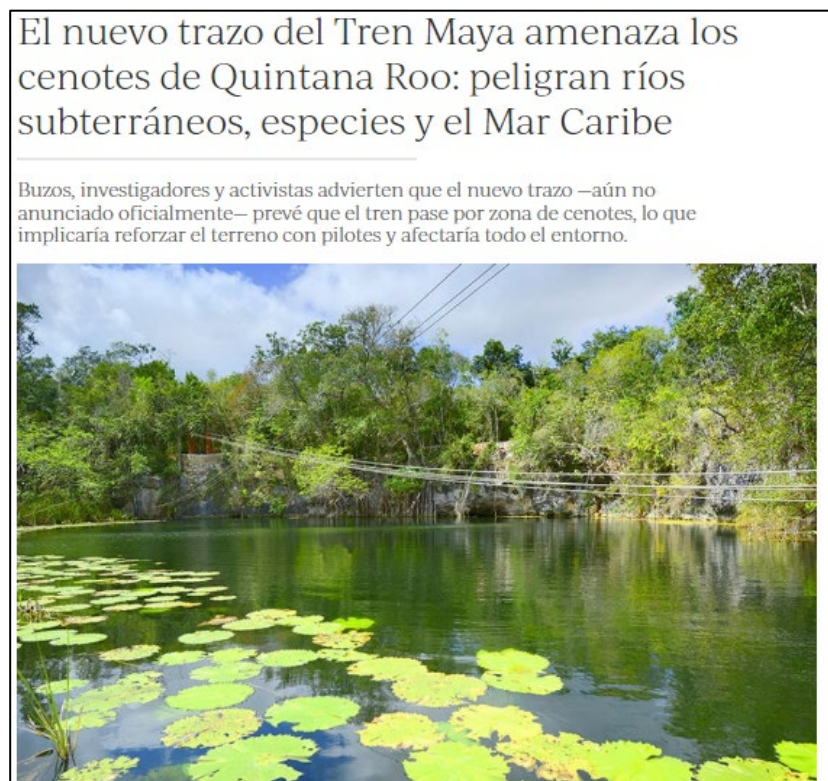 El nuevo trazo del Tren Maya amenaza los
cenotes de Quintana Roo: peligran ríos
subterráneos, especies y el Mar Caribe
Buzos, investigadores y activistas advierten que el nuevo trazo —aún no
anunciado oficialmente— prevé que el tren pase por zona de cenotes, lo que
implicaría reforzar el terreno con pilotes y afectaría todo el entorno.